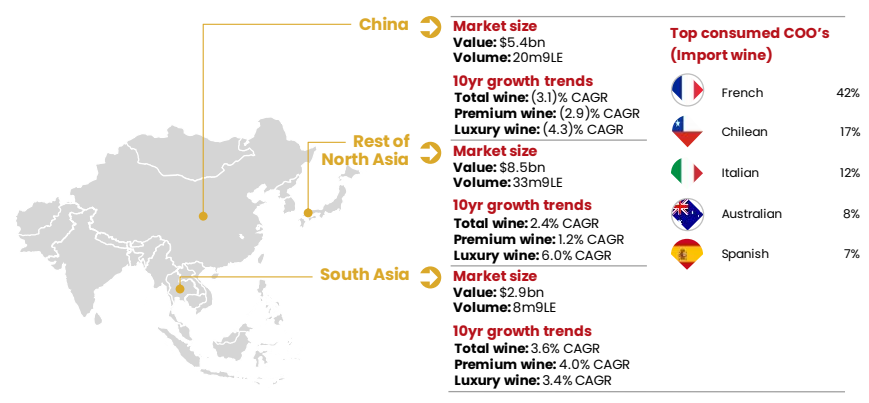 China
Market size
Value: $5.4bn
Volume: 20m9LE
10yr growth trends
Total wine: (3.1)% CAGR
Premium wine: (2.9)% CAGR
Luxury wine: (4.3)% CAGR
Rest of
North Asia
Market size
Value: $8.5bn
Volume: 33m9LE
10yr growth trends
Total wine: 2.4% CAGR
Premium wine: 1.2% CAGR
Luxury wine: 6.0% CAGR
South Asia
Market size
Value: $2.9bn
Volume: 8m9LE
10yr growth trends
Total wine: 3.6% CAGR
Premium wine: 4.0% CAGR
Luxury wine: 3.4% CAGR
Top consumed COO's
(Import wine)
French 42%
Chilean 17%
Italian 12%
Australian 8%
Spanish 7%